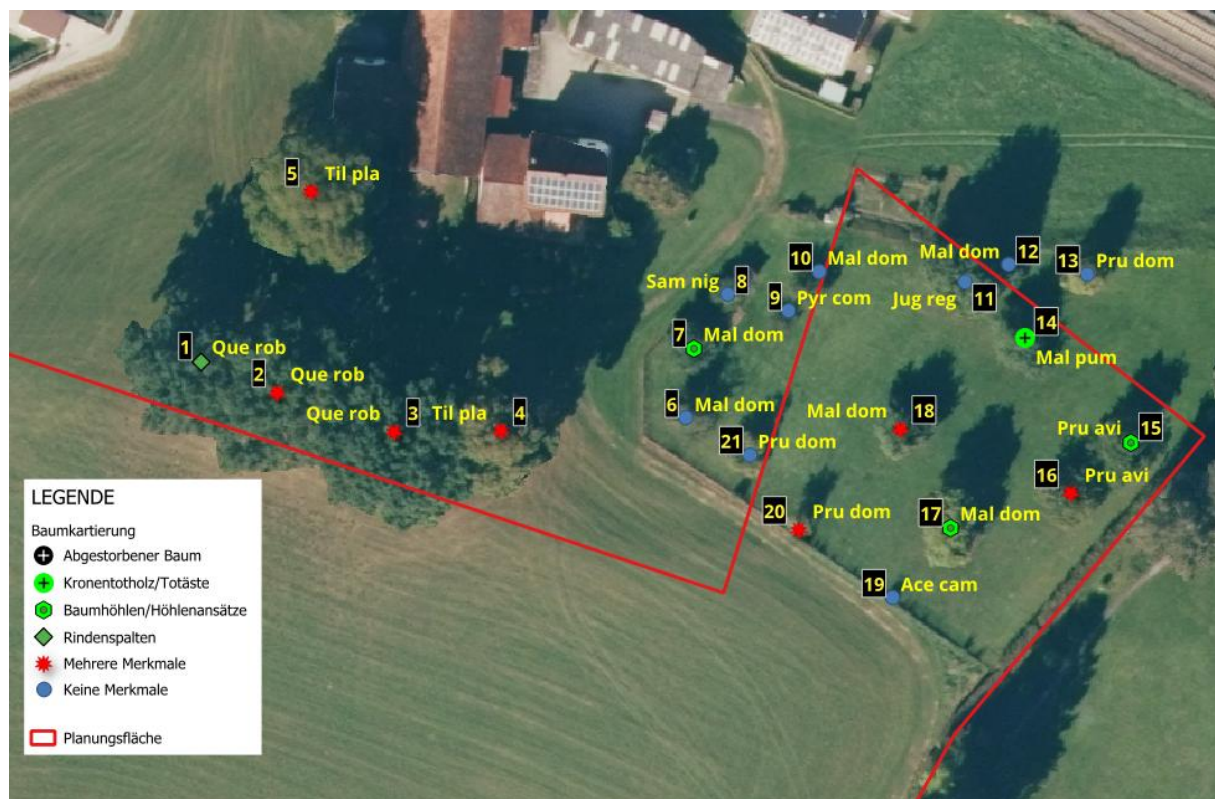 5 Til pla
10 Mal dom
Mal dom 12
13 Pru dom
Sam nig 8
9 Pyr com
Jug reg 11
14
Mal pum
7 Mal dom
1 Que rob
2 Que rob
Que rob 3
Til pla 4
6 Mal dom
Mal dom 18
Pru avi 15
21 Pru dom
16 Pru avi
20 Pru dom
17 Mal dom
19 Ace cam
LEGENDE
Baumkartierung
Abgestorbener Baum
Kronentotholz/Totäste
Baumhöhlen/Höhlenansätze
Rindenspalten
Mehrere Merkmale
Keine Merkmale
Planungsfläche